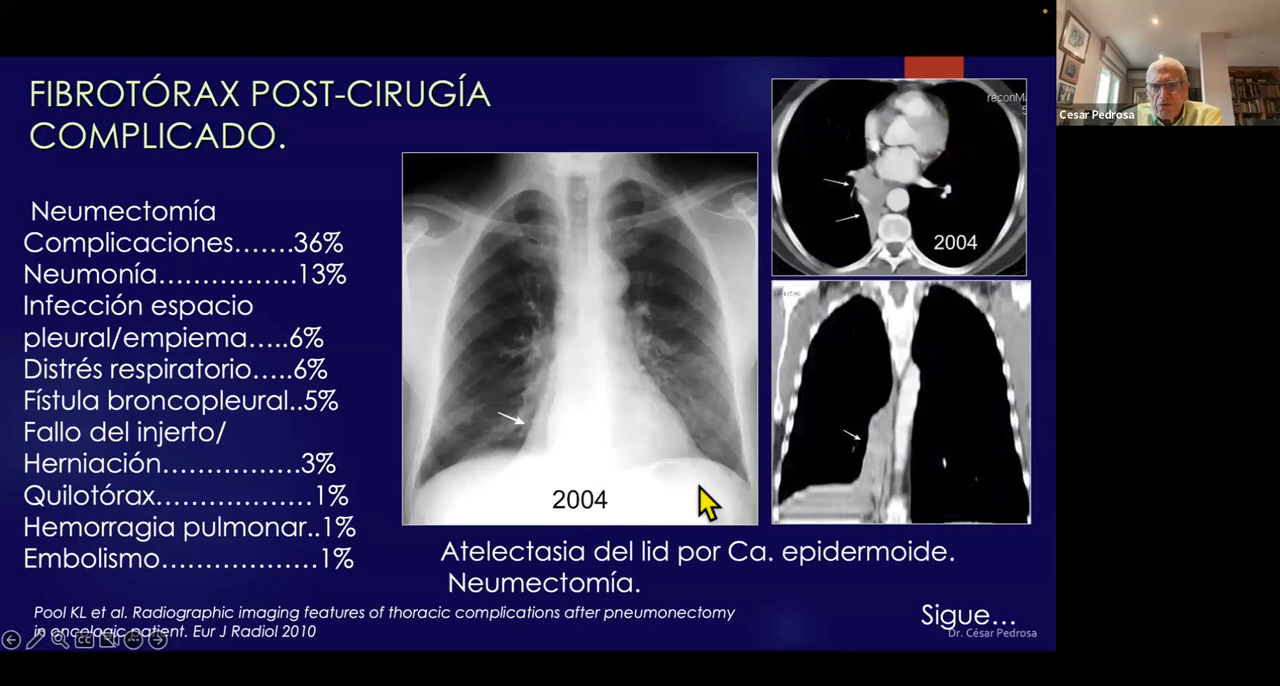 FIBROTÓRAX POST-CIRUGÍA
COMPLICADO.
Neumectomía
Complicaciones…….36%
Neumonía……………13%
Infección espacio
pleural/empiema…..6%
Distrés respiratorio…..6%
Fístula broncopleural..5%
Fallo del injerto/
Herniación……………3%
Quilotórax………………1%
Hemorragia pulmonar..1%
Embolismo………………1%
2004
2004
Atelectasia del lid por Ca. epidermoide.
Neumectomía.
Pool KL et al. Radiographic imaging features of thoracic complications after pneumonectomy
in oncologic patient. Eur J Radiol 2010
Sigue…
Dr. César Pedrosa
Cesar Pedrosa